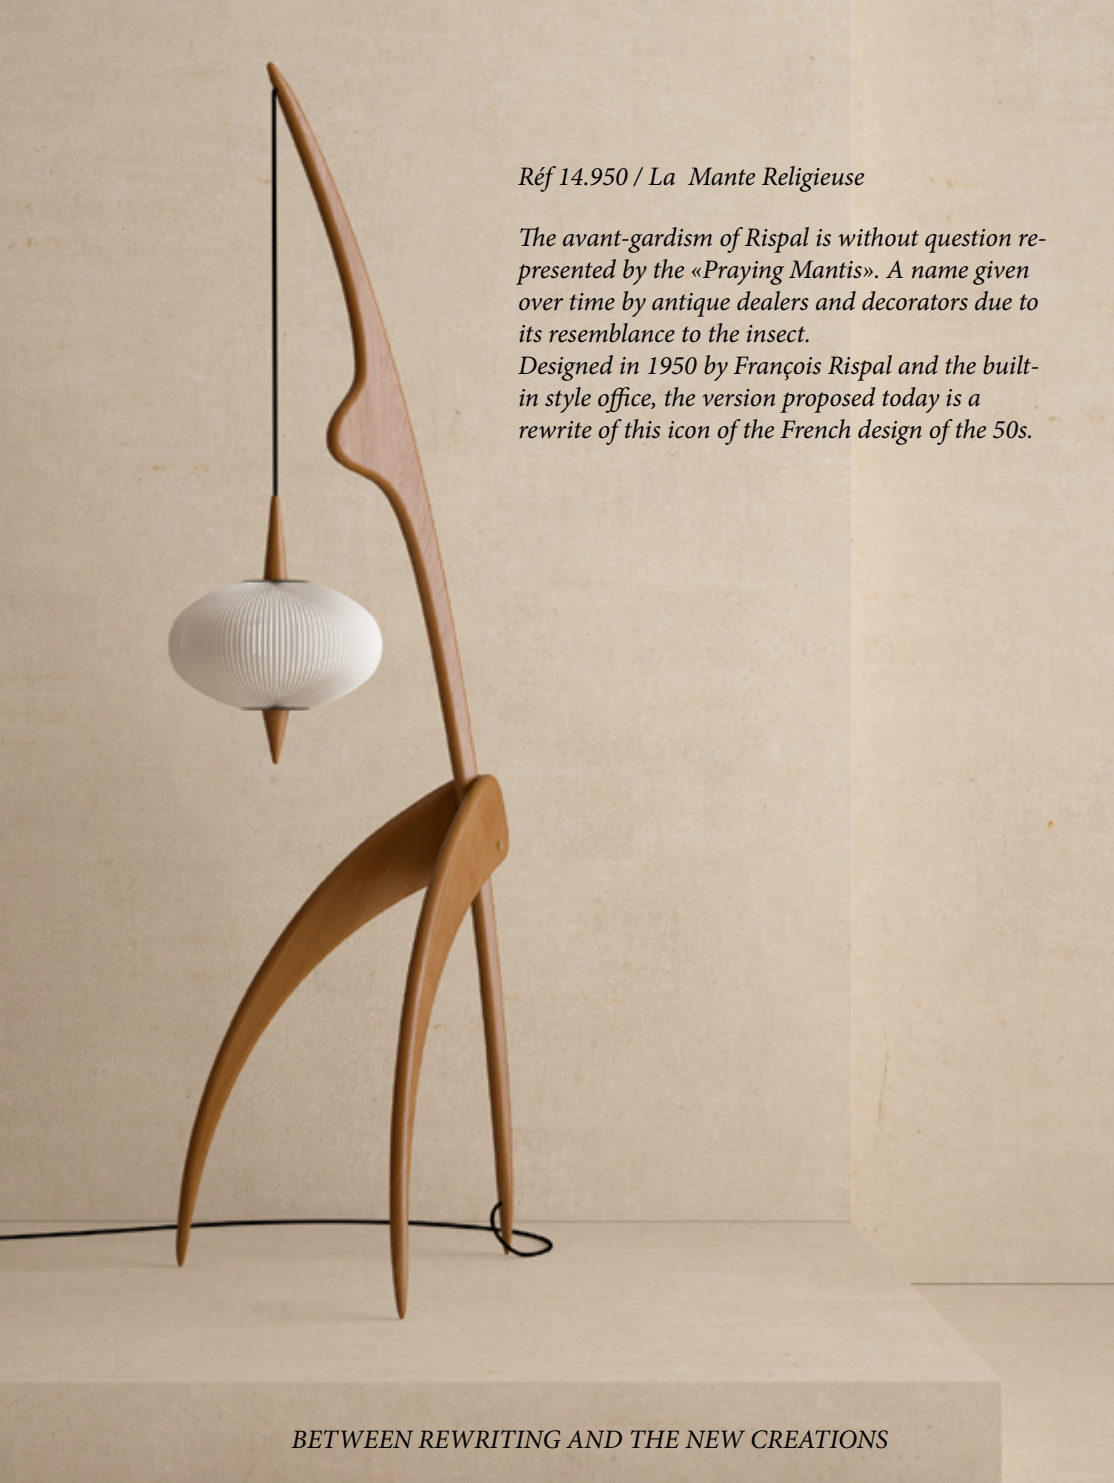 Réf 14.950 / La  Mante Religieuse
The avant-gardism of Rispal is without question re-
presented by the «Praying Mantis». A name given
over time by antique dealers and decorators due to
its resemblance to the insect.
Designed in 1950 by François Rispal and the built-
in style office, the version proposed today is a
rewrite of this icon of the French design of the 50s.
BETWEEN REWRITING AND THE NEW CREATIONS